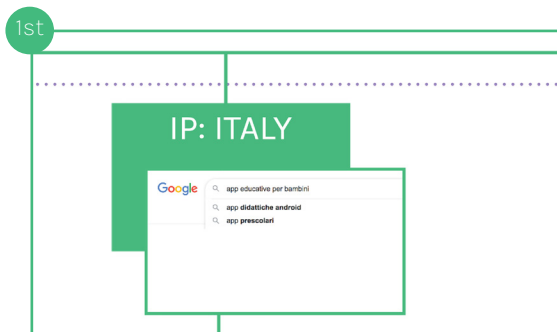 1st
IP: ITALY
Google
app educative per bambini
app didattiche android
app prescolari